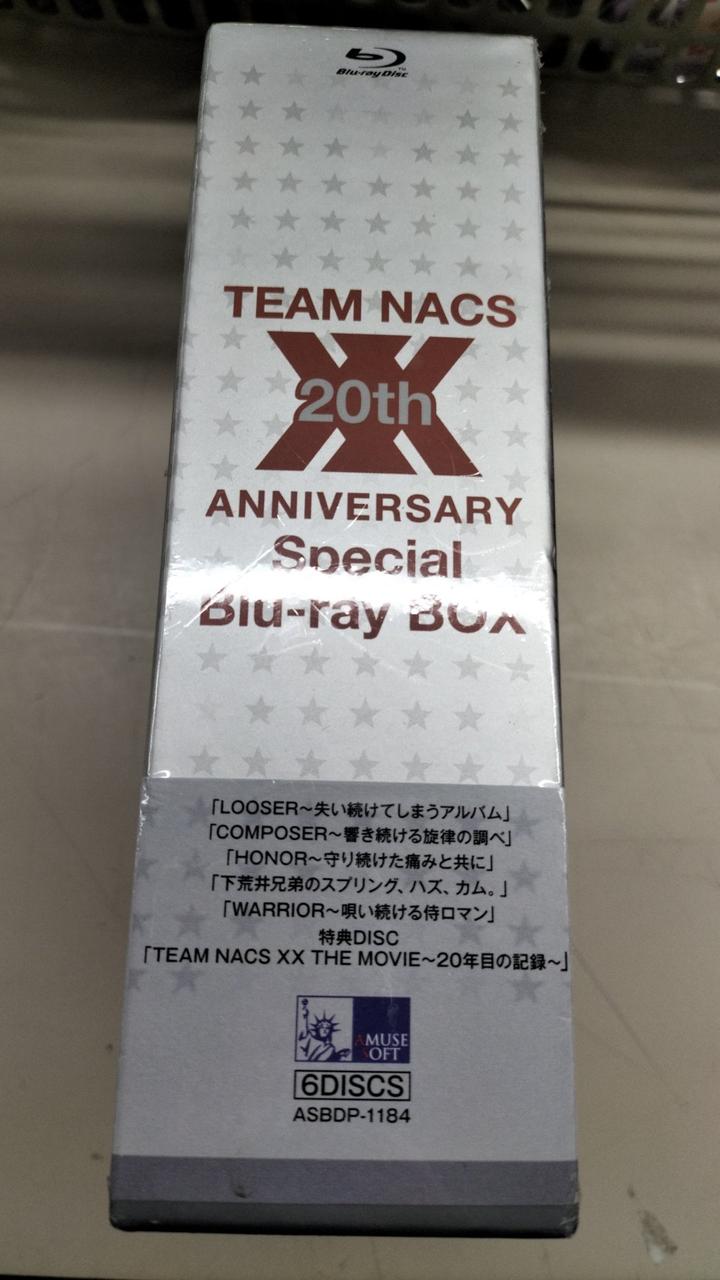 Blu-ray Disc
TEAM NACS
XX
20th
ANNIVERSARY
Special
Blu-ray BOX
「LOOSER〜失い続けてしまうアルバム」
「COMPOSER〜響き続ける旋律の調べ」
「HONOR〜守り続けた痛みと共に」
「下荒井兄弟のスプリング、ハズ、カム。」
「WARRIOR〜唄い続ける侍ロマン」
特典DISC
「TEAM NACS XX THE MOVIE〜20年目の記録〜」
AMUSE
SOFT
6DISCS
ASBDP-1184